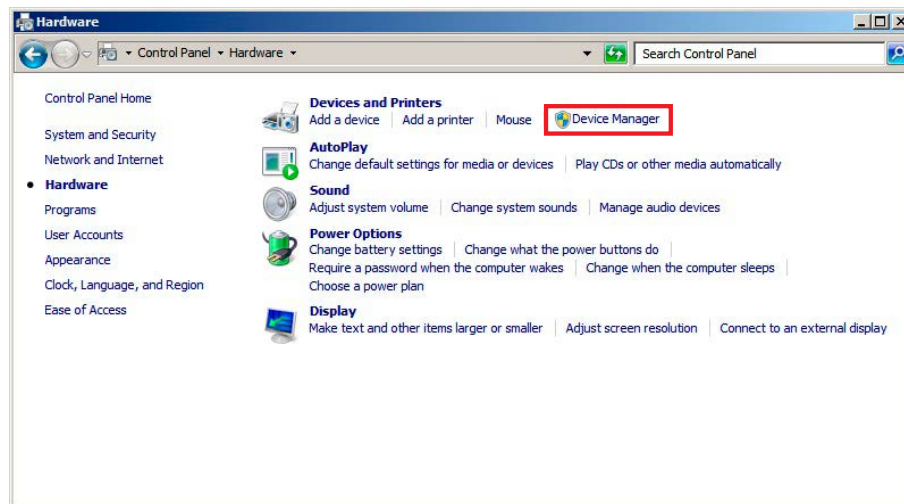 Hardware
Control Panel Hardware
Search Control Panel
Control Panel Home
System and Security
Network and Internet
Hardware
Programs
User Accounts
Appearance
Clock, Language, and Region
Ease of Access
Devices and Printers
Add a device Add a printer Mouse Device Manager
AutoPlay
Change default settings for media or devices Play CDs or other media automatically
Sound
Adjust system volume Change system sounds Manage audio devices
Power Options
Change battery settings Change what the power buttons do
Require a password when the computer wakes Change when the computer sleeps
Choose a power plan
Display
Make text and other items larger or smaller Adjust screen resolution Connect to an external display